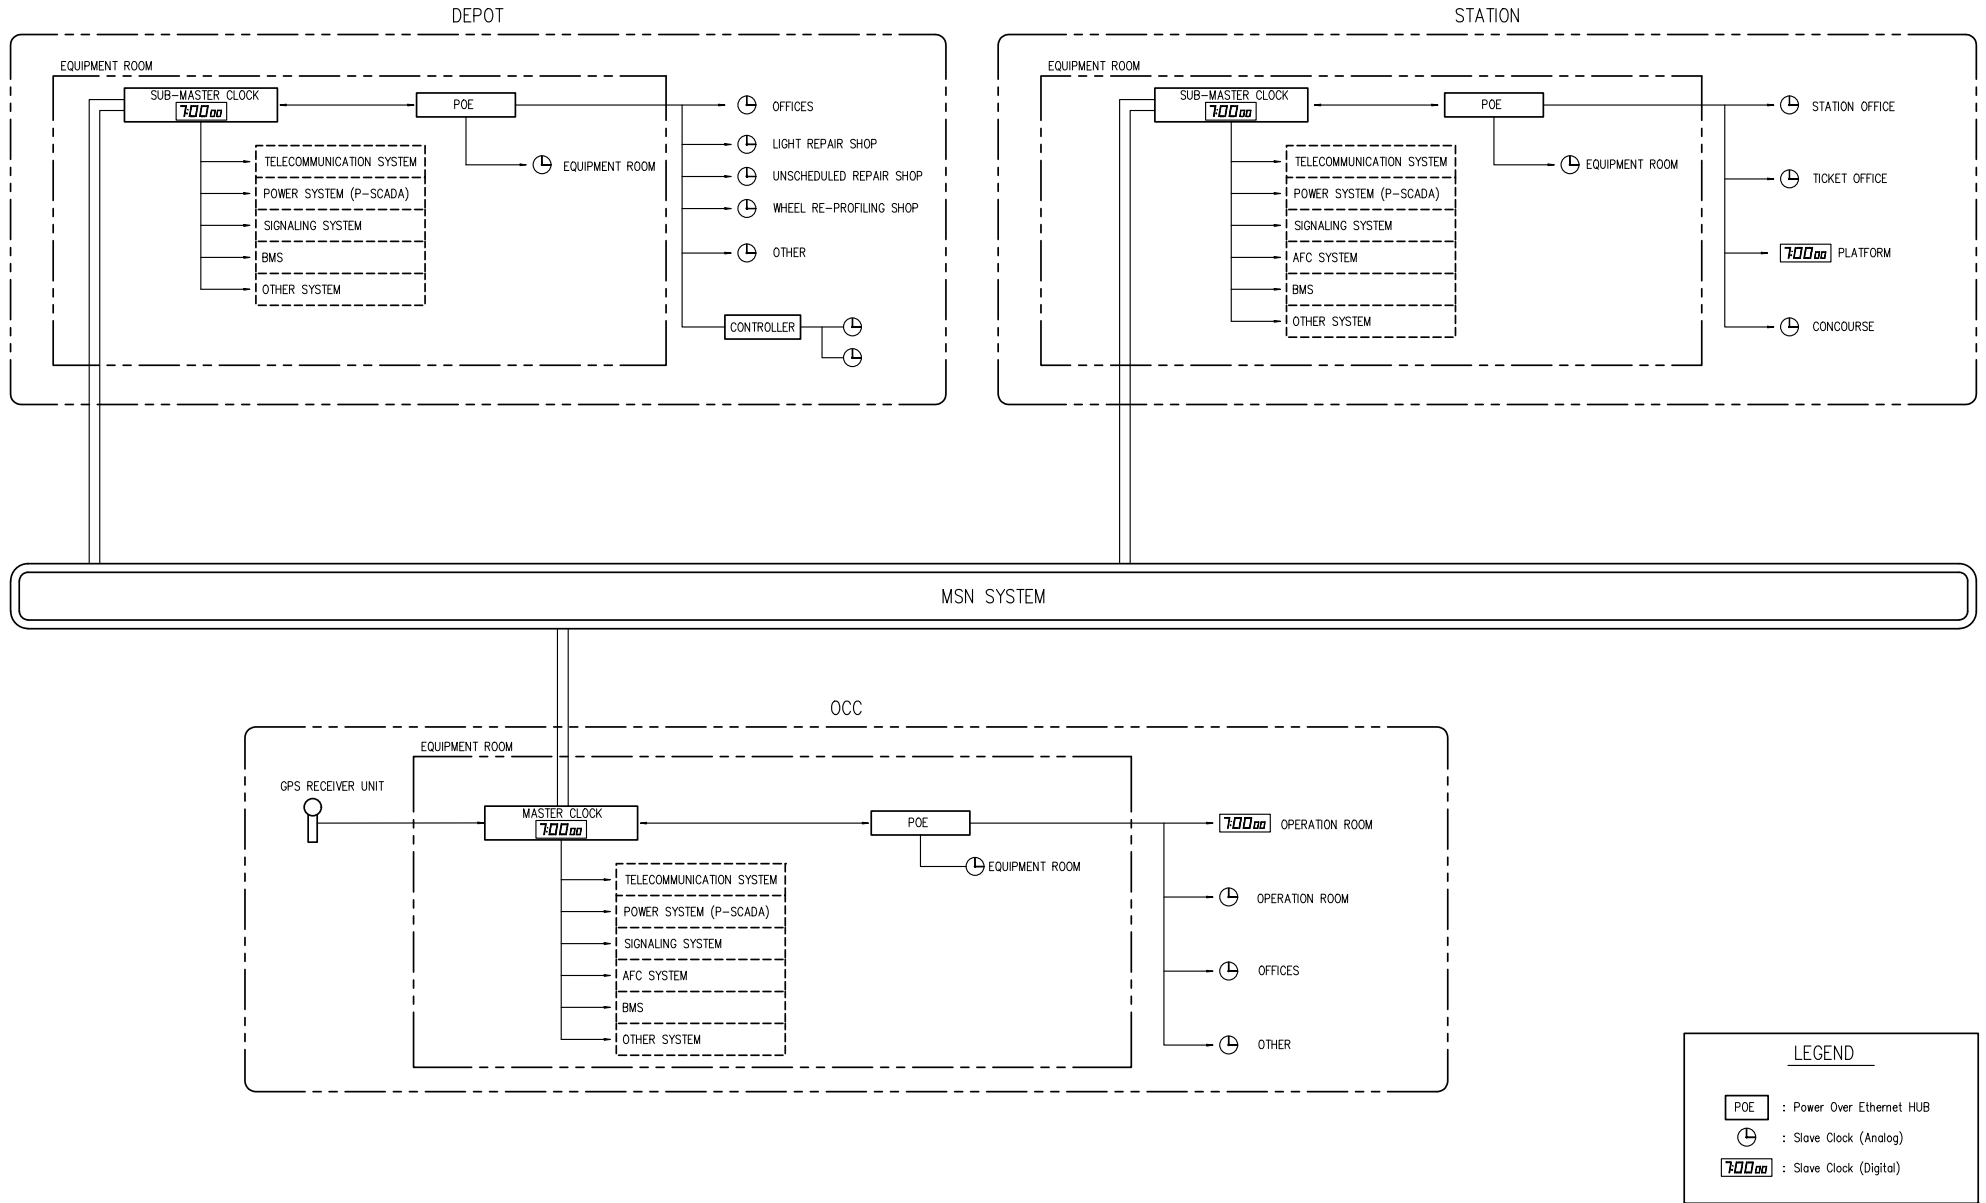 DEPOT
EQUIPMENT ROOM
SUB-MASTER CLOCK
7:00 00
POE
OFFICES
LIGHT REPAIR SHOP
UNSCHEDULED REPAIR SHOP
WHEEL RE-PROFILING SHOP
OTHER
EQUIPMENT ROOM
TELECOMMUNICATION SYSTEM
POWER SYSTEM (P-SCADA)
SIGNALING SYSTEM
BMS
OTHER SYSTEM
CONTROLLER
STATION
EQUIPMENT ROOM
SUB-MASTER CLOCK
7:00 00
POE
STATION OFFICE
EQUIPMENT ROOM
TICKET OFFICE
7:00 00 PLATFORM
CONCOURSE
TELECOMMUNICATION SYSTEM
POWER SYSTEM (P-SCADA)
SIGNALING SYSTEM
AFC SYSTEM
BMS
OTHER SYSTEM
MSN SYSTEM
OCC
EQUIPMENT ROOM
GPS RECEIVER UNIT
MASTER CLOCK
7:00 00
POE
7:00 00 OPERATION ROOM
EQUIPMENT ROOM
OPERATION ROOM
OFFICES
OTHER
TELECOMMUNICATION SYSTEM
POWER SYSTEM (P-SCADA)
SIGNALING SYSTEM
AFC SYSTEM
BMS
OTHER SYSTEM
LEGEND
POE : Power Over Ethernet HUB
: Slave Clock (Analog)
7:00 00 : Slave Clock (Digital)